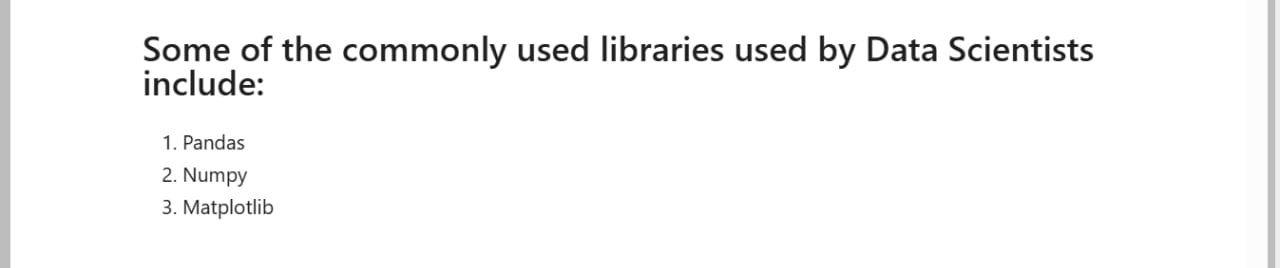 Some of the commonly used libraries used by Data Scientists
include:
1. Pandas
2. Numpy
3. Matplotlib